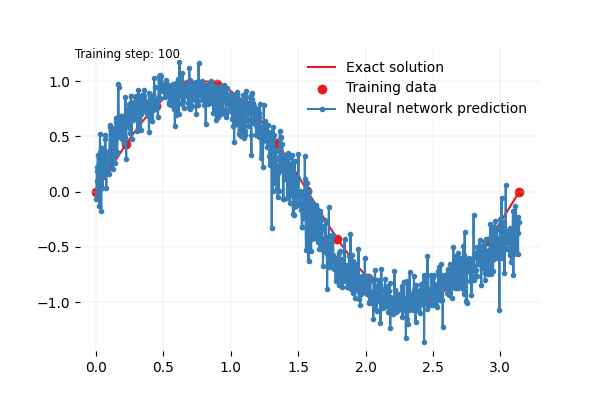 Training step: 100
Exact solution
Training data
Neural network prediction
1.0
0.5
0.0
−0.5
−1.0
0.0 0.5 1.0 1.5 2.0 2.5 3.0